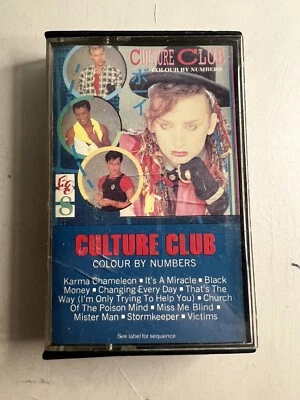 CULTURE CLUB
COLOUR BY NUMBERS
CULTURE CLUB
COLOUR BY NUMBERS
Karma Chameleon ■ It's A Miracle ■ Black
Money ■ Changing Every Day ■ That's The
Way (I'm Only Trying To Help You) ■ Church
Of The Poison Mind ■ Miss Me Blind ■
Mister Man ■ Stormkeeper ■ Victims
See label for sequence